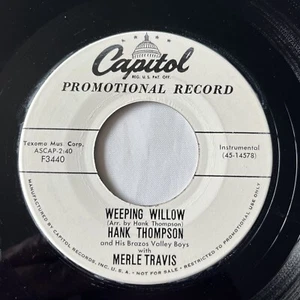 Capitol
REG. U.S. PAT. OFF.
PROMOTIONAL RECORD
Texoma Mus. Corp.
ASCAP-2:40
F3440
Instrumental
(45-14578)
WEEPING WILLOW
(Arr. by Hank Thompson)
HANK THOMPSON
and His Brazos Valley Boys
with
MERLE TRAVIS
MANUFACTURED BY CAPITOL RECORDS, INC. U.S.A. • NOT FOR SALE • RESTRICTED TO PROMOTIONAL USE ONLY